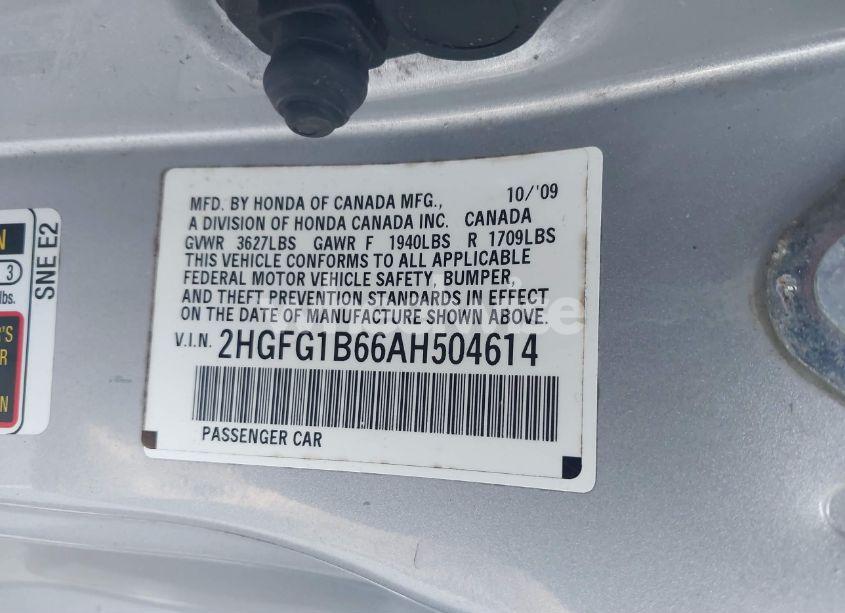 MFD. BY HONDA OF CANADA MFG., 10/'09
A DIVISION OF HONDA CANADA INC. CANADA
GVWR 3627LBS GAWR F 1940LBS R 1709LBS
THIS VEHICLE CONFORMS TO ALL APPLICABLE
FEDERAL MOTOR VEHICLE SAFETY, BUMPER,
AND THEFT PREVENTION STANDARDS IN EFFECT
ON THE DATE OF MANUFACTURE SHOWN ABOVE.
V.I.N. 2HGFG1B66AH504614
PASSENGER CAR
SNE E2
N
3
lbs.
'S
R
N